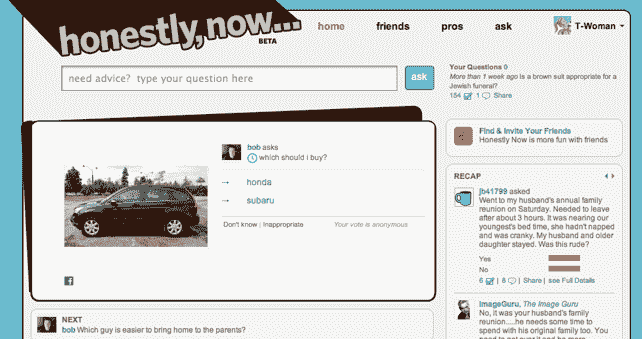 honestly, now...
BETA
home friends pros ask T-Woman
need advice? type your question here
ask
Your Questions 0
More than 1 week ago Is a brown suit appropriate for a
Jewish funeral?
154 1 Share
bob asks
which should i buy?
honda
subaru
Don't know | Inappropriate Your vote is anonymous
NEXT
bob Which guy is easier to bring home to the parents?
Find & Invite Your Friends
Honestly Now is more fun with friends
RECAP
jb41799 asked
Went to my husband's annual family
reunion on Saturday. Needed to leave
after about 3 hours. It was nearing our
youngest's bed time, she hadn't napped
and was cranky. My husband and older
daughter stayed. Was this rude?
Yes
No
6 | 8 | Share | see Full Details
ImageGuru, The Image Guru
No, it was your husband's family
reunion....he needs some time to
spend with his original family too. You